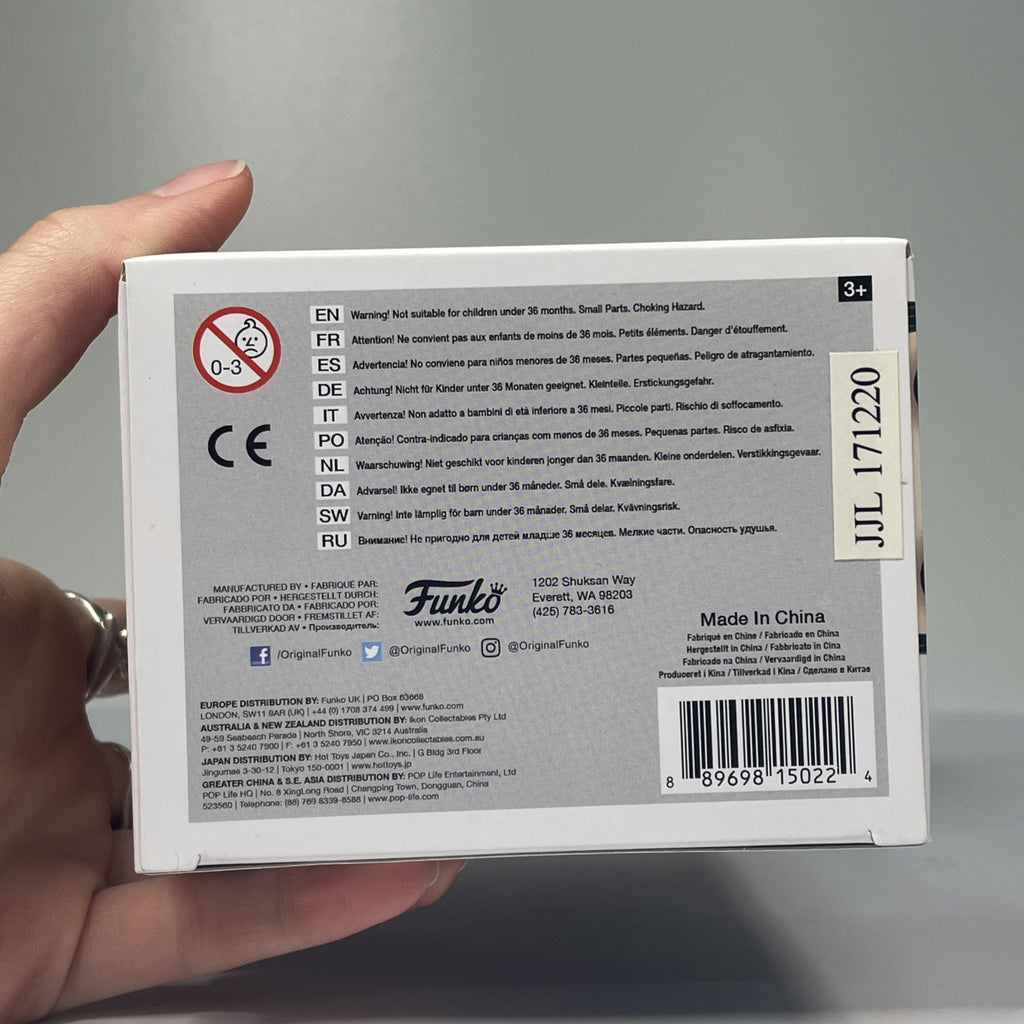 3+
0-3
EN Warning! Not suitable for children under 36 months. Small Parts. Choking Hazard.
FR Attention! Ne convient pas aux enfants de moins de 36 mois. Petits éléments. Danger d'étouffement.
ES Advertencia! No conviene para niños menores de 36 meses. Partes pequeñas. Peligro de atragantamiento.
DE Achtung! Nicht für Kinder unter 36 Monaten geeignet. Kleinteile. Erstickungsgefahr.
IT Avvertenza! Non adatto a bambini di età inferiore a 36 mesi. Piccole parti. Rischio di soffocamento.
PO Atenção! Contra-indicado para crianças com menos de 36 meses. Pequenas partes. Risco de asfixia.
NL Waarschuwing! Niet geschikt voor kinderen jonger dan 36 maanden. Kleine onderdelen. Verstikkingsgevaar.
DA Advarsel! Ikke egnet til børn under 36 måneder. Små dele. Kvælningsfare.
SW Varning! Inte lämplig för barn under 36 månader. Små delar. Kvävningsrisk.
RU Внимание! Не пригодно для детей младше 36 месяцев. Мелкие части. Опасность удушья.
CE
JJL 171220
MANUFACTURED BY • FABRIQUÉ PAR:
FABRICADO POR • HERGESTELLT DURCH:
FABBRICATO DA • FABRICADO POR:
VERVAARDIGD DOOR • FREMSTILLET AF:
TILLVERKAD AV • Производитель:
Funko
www.funko.com
1202 Shuksan Way
Everett, WA 98203
(425) 783-3616
/OriginalFunko @OriginalFunko @OriginalFunko
Made In China
Fabriqué en Chine / Fabricado en China
Hergestellt in China / Fabbricato in Cina
Fabricado na China / Vervaardigd in China
Produceret i Kina / Tillverkad i Kina / Сделано в Китае
EUROPE DISTRIBUTION BY: Funko UK | PO Box 63668
LONDON, SW11 9AR (UK) | +44 (0) 1708 374 499 | www.funko.com
AUSTRALIA & NEW ZEALAND DISTRIBUTION BY: Ikon Collectables Pty Ltd
49-59 Seabeach Parade | North Shore, VIC 3214 Australia
P: +61 3 5240 7900 | F: +61 3 5240 7950 | www.ikoncollectables.com.au
JAPAN DISTRIBUTION BY: Hot Toys Japan Co., Inc. | G Bldg 3rd Floor
Jingumae 3-30-12 | Tokyo 150-0001 | www.hottoys.jp
GREATER CHINA & S.E. ASIA DISTRIBUTION BY: POP Life Entertainment, Ltd
POP Life HQ | No. 8 XingLong Road | Changping Town, Dongguan, China
523560 | Telephone: (86) 769 8339-8588 | www.pop-life.com
8 89698 15022 4